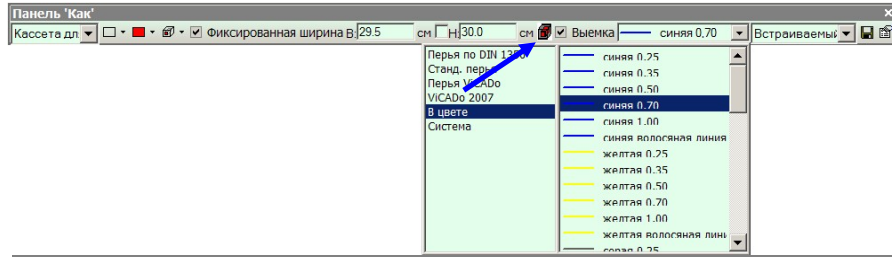 Панель 'Как'
Кассета дл Фиксированная ширина B: 29.5 см H: 30.0 см Выемка синяя 0,70 Встраиваемый
Перья по DIN
Станд. перья
Перья ViCADo
ViCADo 2007
В цвете
Система
синяя 0.25
синяя 0.35
синяя 0.50
синяя 0.70
синяя 1.00
синяя волосяная линия
желтая 0.25
желтая 0.35
желтая 0.50
желтая 0.70
желтая 1.00
желтая волосяная лини
серая 0.25